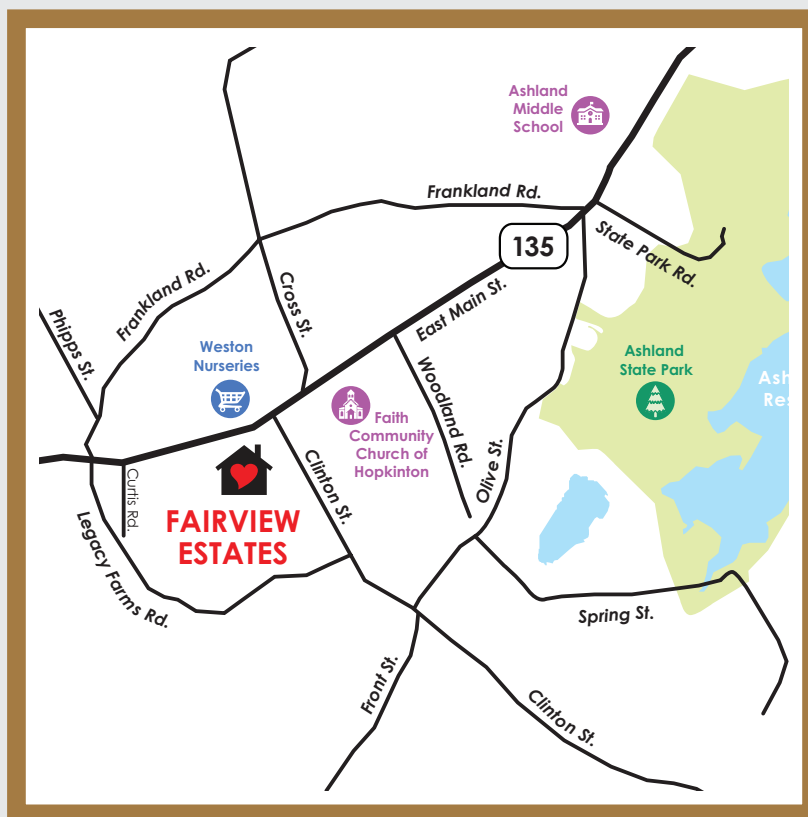 Ashland
Middle
School
Frankland Rd.
135
State Park Rd.
Frankland Rd.
Cross St.
East Main St.
Phipps St.
Weston
Nurseries
Woodland Rd.
Ashland
State Park
Ash
Res
Faith
Community
Church of
Hopkinton
Clinton St.
Olive St.
Curtis Rd.
FAIRVIEW
ESTATES
Legacy Farms Rd.
Spring St.
Front St.
Clinton St.